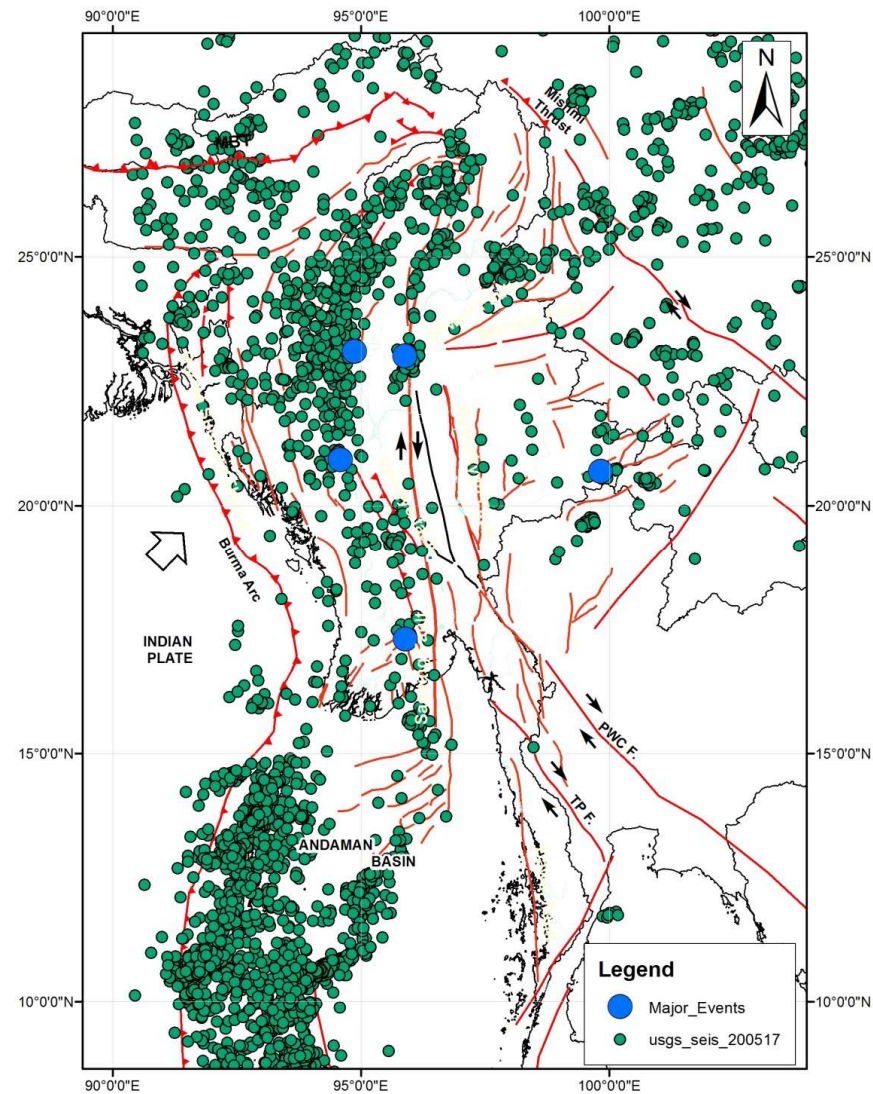 90°0'0"E 95°0'0"E 100°0'0"E
N
Mishmi
Thrust
MBT
25°0'0"N 25°0'0"N
20°0'0"N 20°0'0"N
Burma Arc
INDIAN
PLATE
PWC F.
15°0'0"N 15°0'0"N
TP F.
ANDAMAN
BASIN
Legend
Major_Events
usgs_seis_200517
10°0'0"N 10°0'0"N
90°0'0"E 95°0'0"E 100°0'0"E